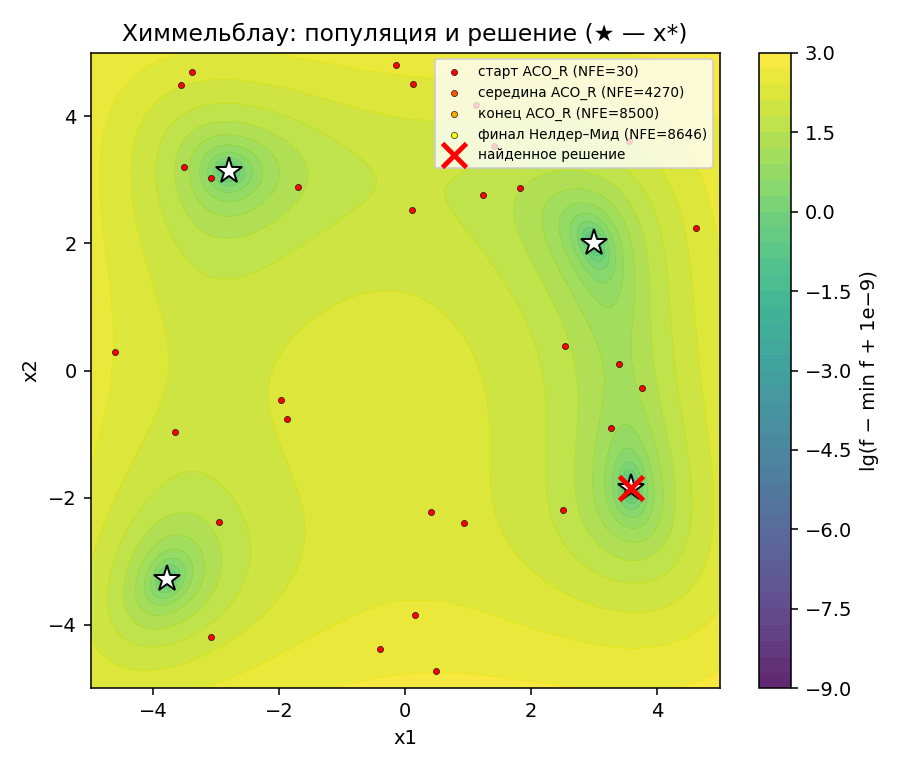 Химмельблау: популяция и решение (★ — x*)
старт ACO_R (NFE=30)
середина ACO_R (NFE=4270)
конец ACO_R (NFE=8500)
финал Нелдер–Мид (NFE=8646)
найденное решение
4
2
0
−2
−4
x2
−4
−2
0
2
4
x1
3.0
1.5
0.0
−1.5
−3.0
−4.5
−6.0
−7.5
−9.0
lg(f − min f + 1e−9)